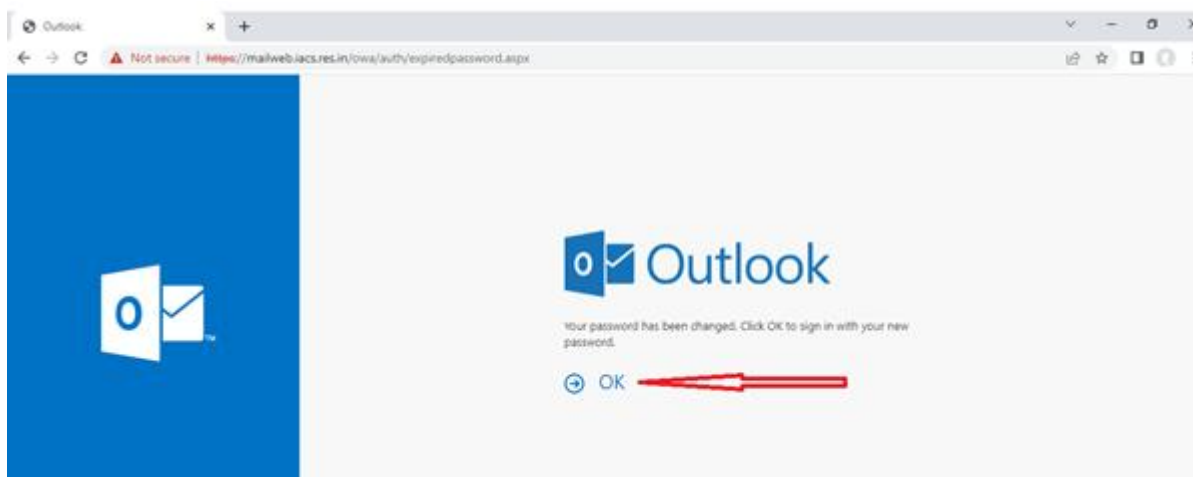 Outlook
Not secure | https://mailweb.iacs.res.in/owa/auth/expiredpassword.aspx
Outlook
Your password has been changed. Click OK to sign in with your new
password.
OK
TM